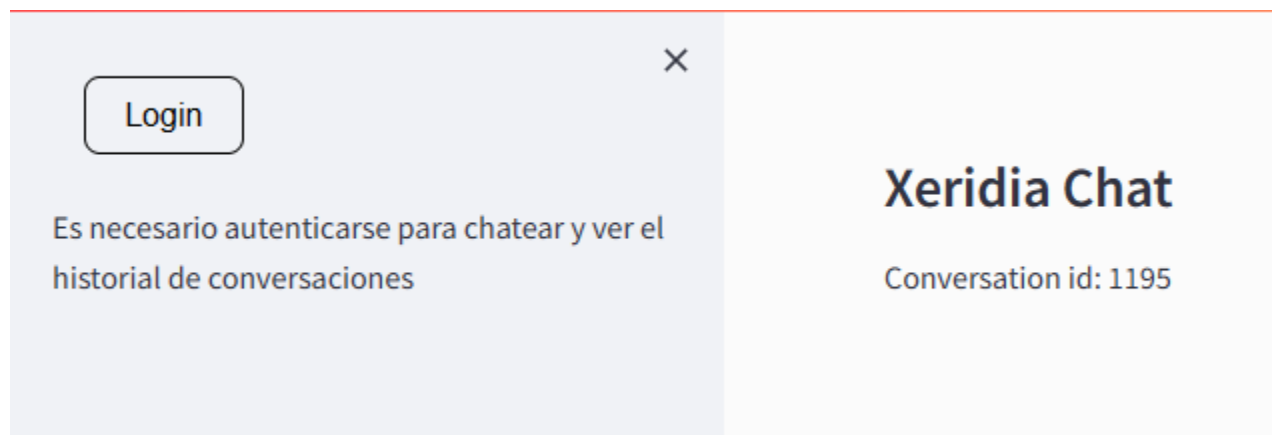 Login
Es necesario autenticarse para chatear y ver el
historial de conversaciones
Xeridia Chat
Conversation id: 1195